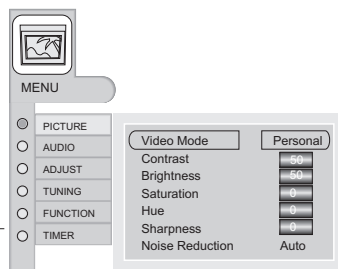 MENU
PICTURE
AUDIO
ADJUST
TUNING
FUNCTION
TIMER
Video Mode Personal
Contrast 50
Brightness 50
Saturation 0
Hue 0
Sharpness 0
Noise Reduction Auto